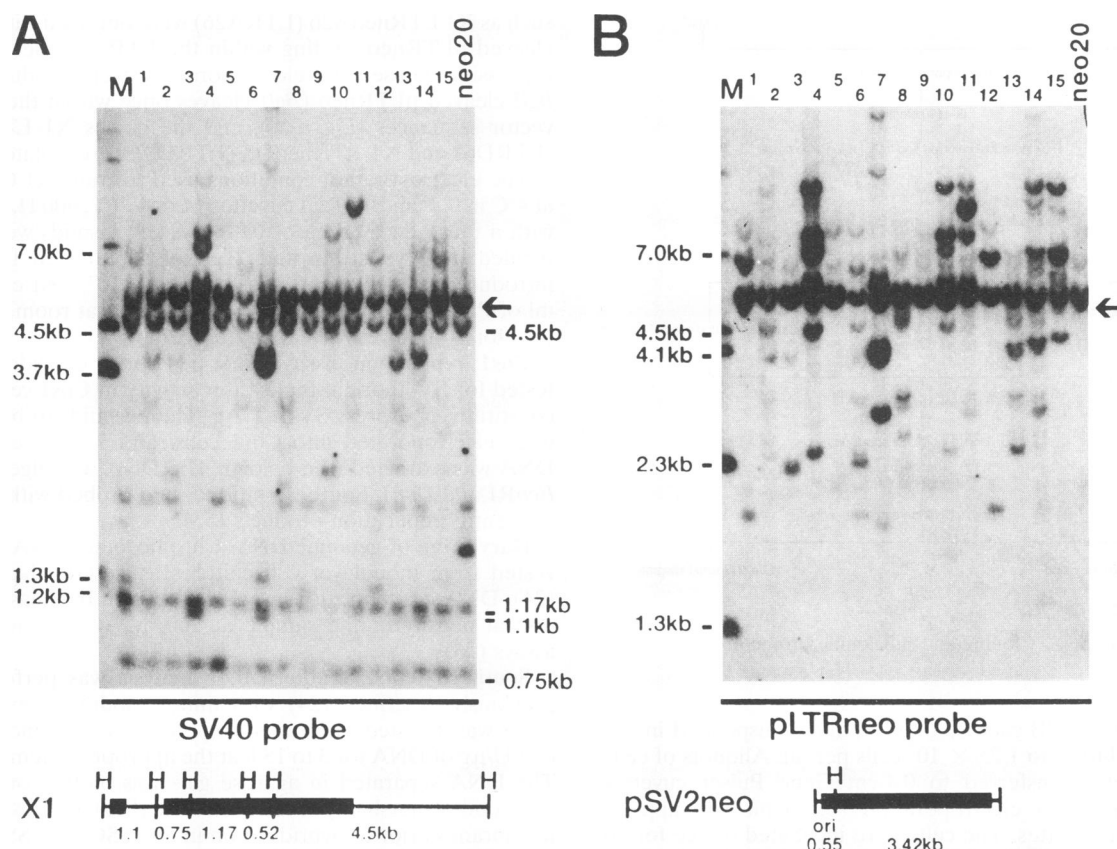 A
M 1 2 3 4 5 6 7 8 9 10 11 12 13 14 15 neo20
7.0kb
4.5kb
3.7kb
1.3kb
1.2kb
4.5kb
1.17kb
1.1kb
0.75kb
SV40 probe
X1
H H H H H H
1.1 0.75 1.17 0.52 4.5kb
B
M 1 2 3 4 5 6 7 8 9 10 11 12 13 14 15 neo20
7.0kb
4.5kb
4.1kb
2.3kb
1.3kb
pLTRneo probe
pSV2neo
H
ori
0.55 3.42kb